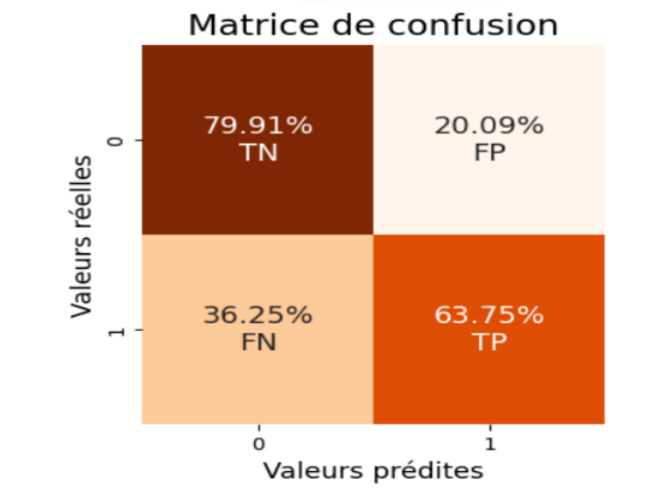 Matrice de confusion
79.91%
TN
20.09%
FP
0
Valeurs réelles
36.25%
FN
63.75%
TP
1
0
1
Valeurs prédites